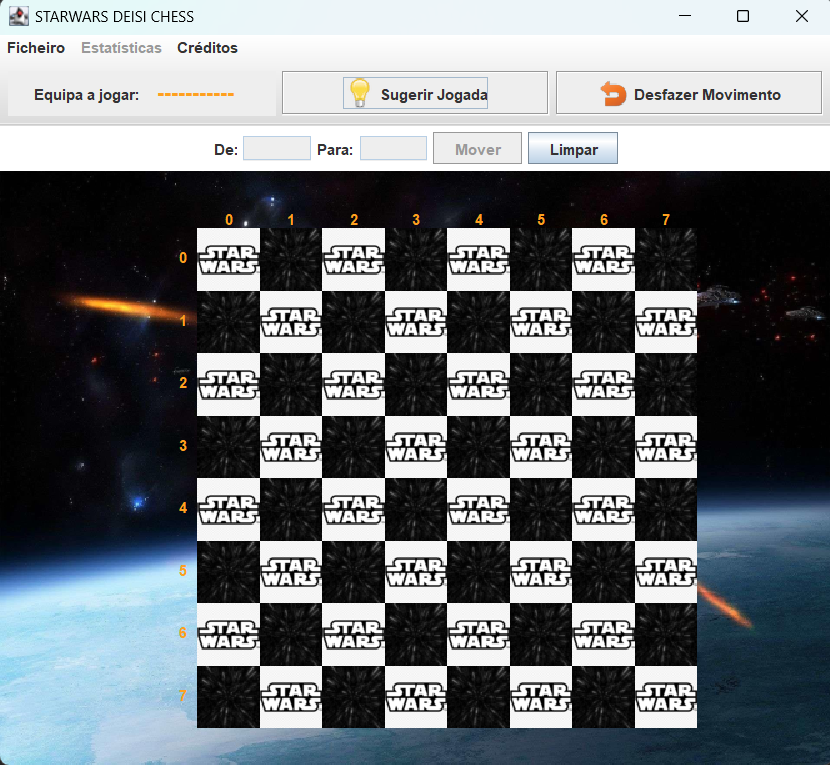 STARWARS DEISI CHESS
Ficheiro Estatísticas Créditos
Equipa a jogar: ----------- Sugerir Jogada Desfazer Movimento
De: Para: Mover Limpar
0 1 2 3 4 5 6 7
0 STAR WARS STAR WARS STAR WARS STAR WARS
1 STAR WARS STAR WARS STAR WARS STAR WARS
2 STAR WARS STAR WARS STAR WARS STAR WARS
3 STAR WARS STAR WARS STAR WARS STAR WARS
4 STAR WARS STAR WARS STAR WARS STAR WARS
5 STAR WARS STAR WARS STAR WARS STAR WARS
6 STAR WARS STAR WARS STAR WARS STAR WARS
7 STAR WARS STAR WARS STAR WARS STAR WARS